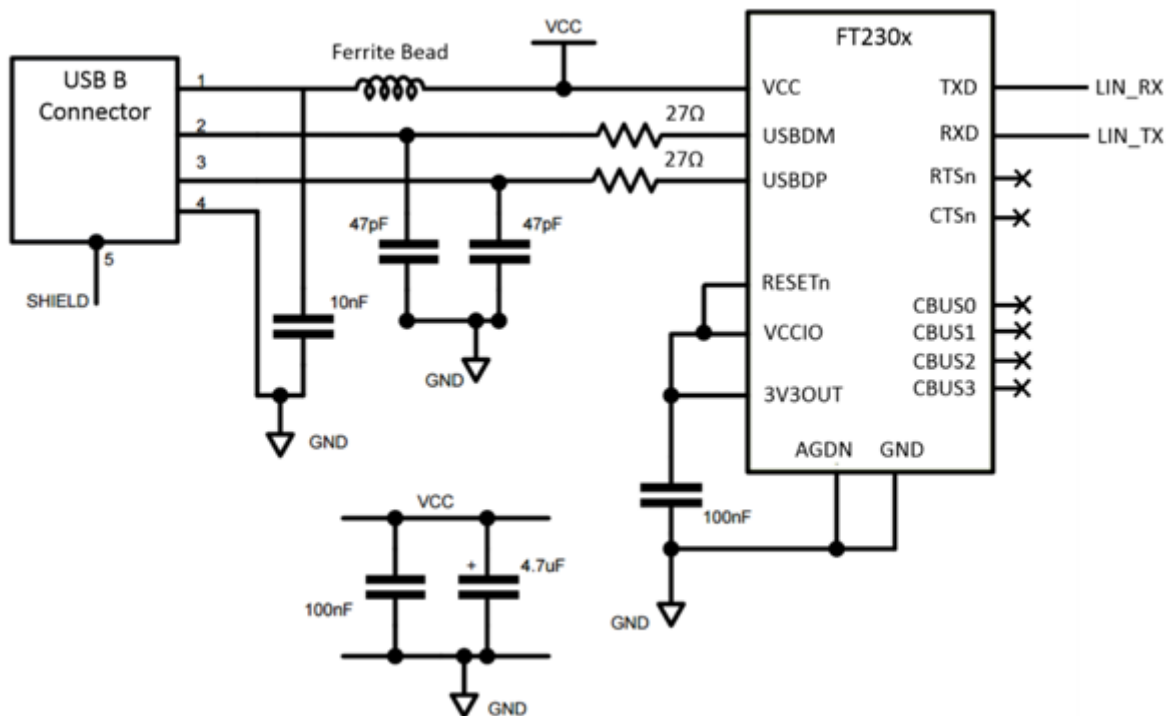 USB B
Connector
1
2
3
4
5
SHIELD
Ferrite Bead
VCC
27Ω
27Ω
47pF
47pF
10nF
GND
GND
FT230x
VCC
USBDM
USBDP
RESETn
VCCIO
3V3OUT
AGDN
GND
TXD
RXD
RTSn
CTSn
CBUS0
CBUS1
CBUS2
CBUS3
LIN_RX
LIN_TX
100nF
GND
VCC
100nF
+
4.7uF
GND